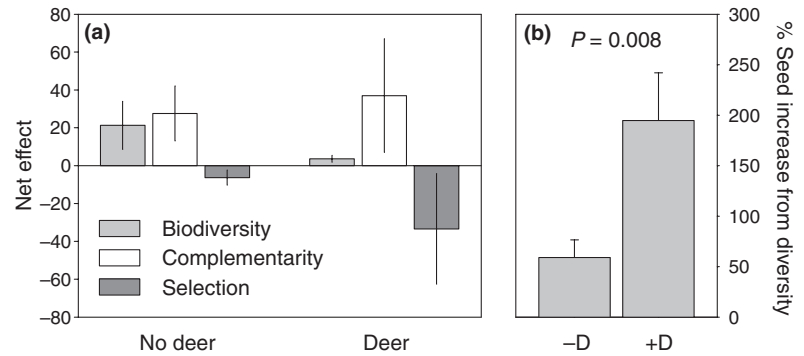 (a)
80
60
40
20
0
–20
–40
–60
–80
Net effect
Biodiversity
Complementarity
Selection
No deer
Deer
(b)
P = 0.008
300
250
200
150
100
50
0
% Seed increase from diversity
–D
+D